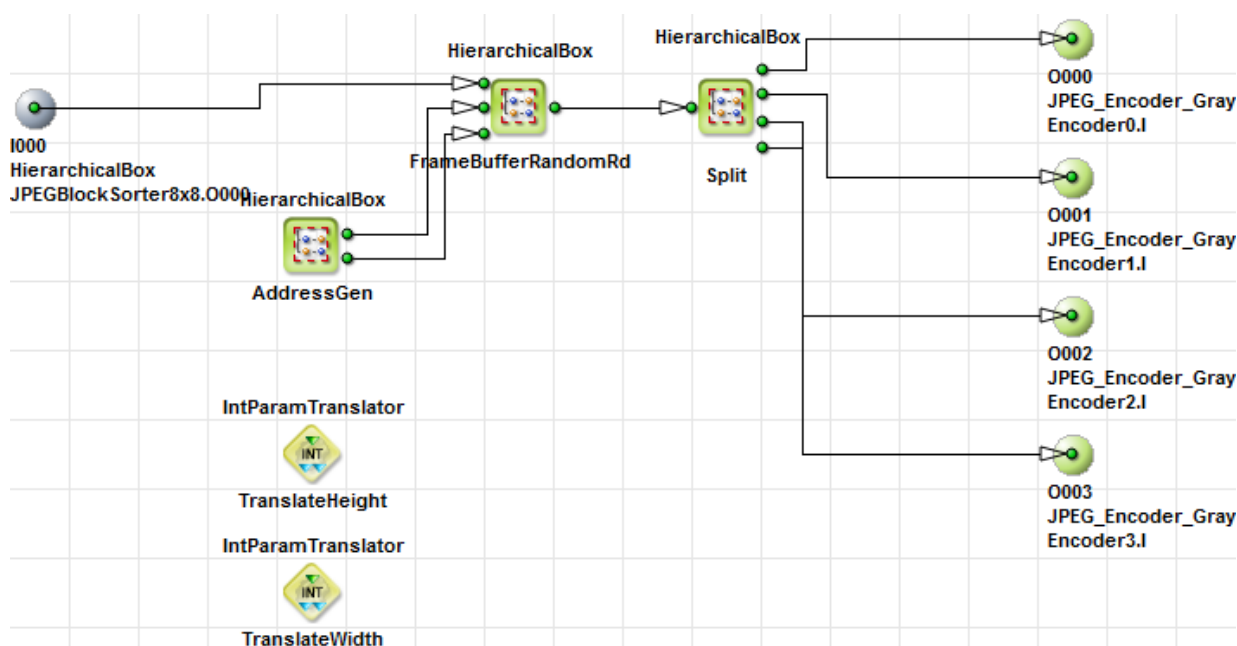 HierarchicalBox
FrameBufferRandomRd
HierarchicalBox
Split
I000
HierarchicalBox
JPEGBlockSorter8x8.O000
HierarchicalBox
AddressGen
O000
JPEG_Encoder_Gray
Encoder0.I
O001
JPEG_Encoder_Gray
Encoder1.I
O002
JPEG_Encoder_Gray
Encoder2.I
O003
JPEG_Encoder_Gray
Encoder3.I
IntParamTranslator
INT
TranslateHeight
IntParamTranslator
INT
TranslateWidth